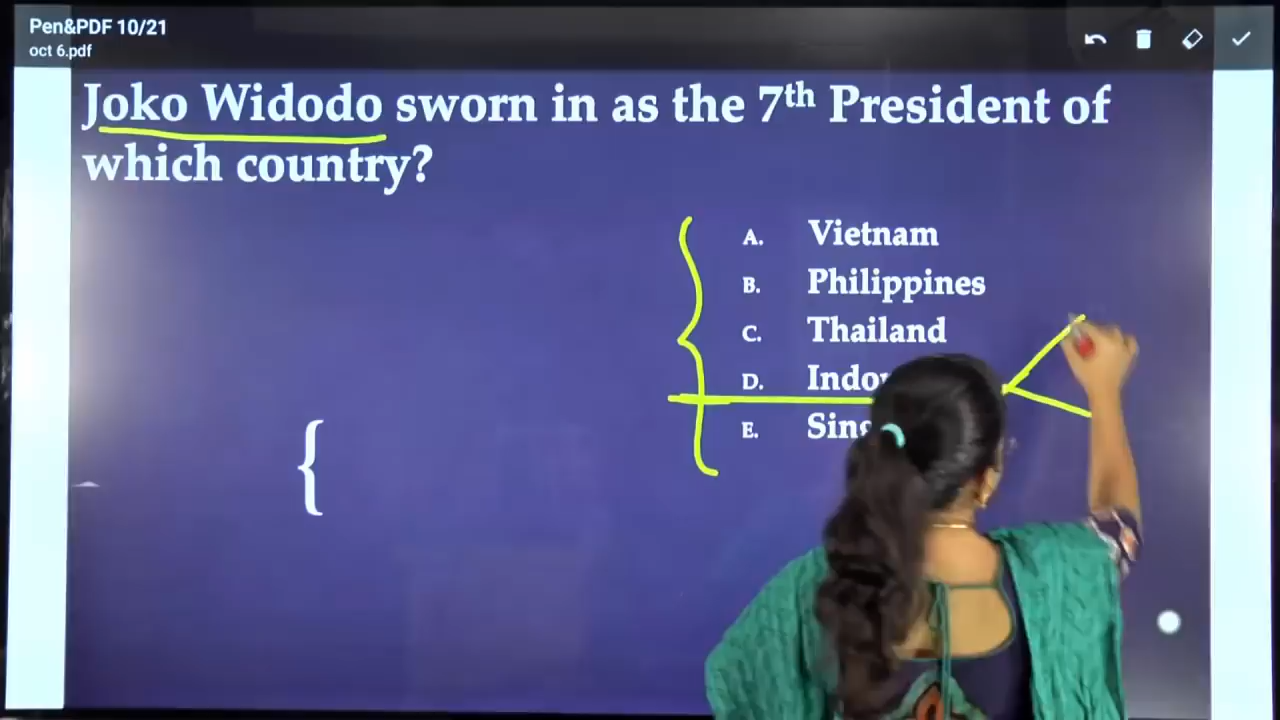 Pen&PDF 10/21
oct 6.pdf
Joko Widodo sworn in as the 7th President of
which country?
A. Vietnam
B. Philippines
C. Thailand
D.
E.
{